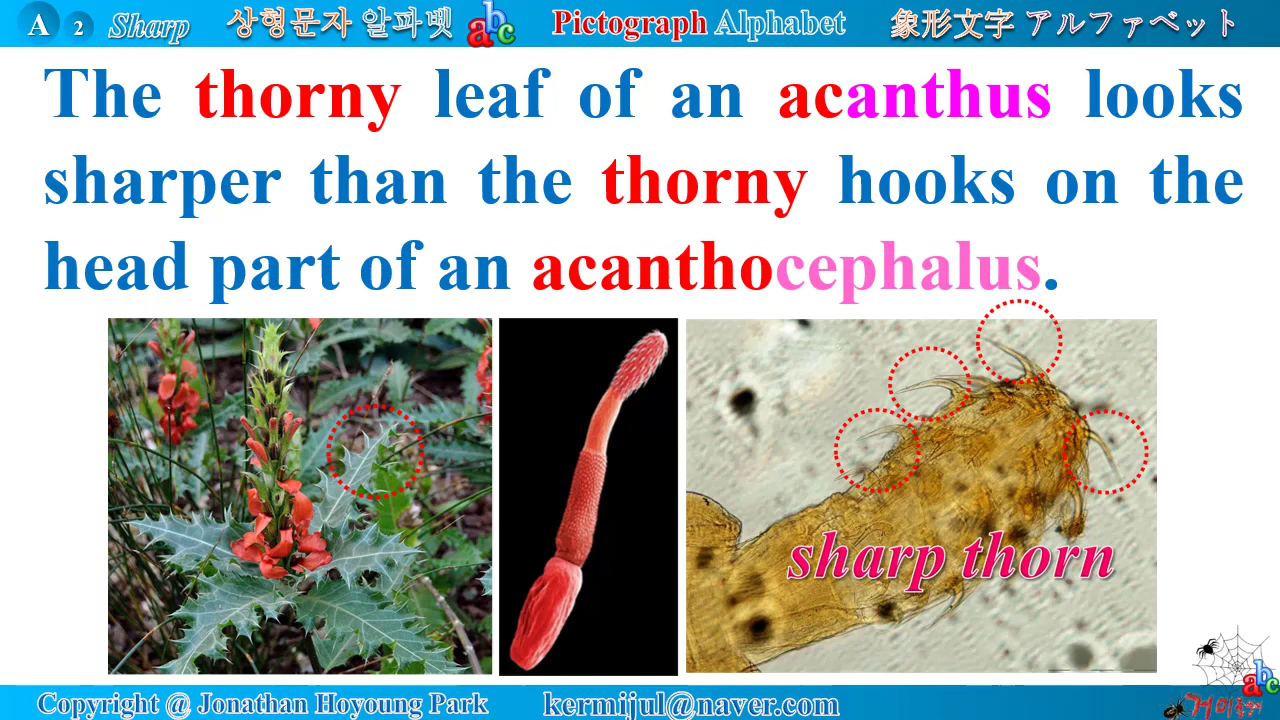 A 2 Sharp 상형문자 알파벳 abc Pictograph Alphabet 象形文字 アルファベット
The thorny leaf of an acanthus looks
sharper than the thorny hooks on the
head part of an acanthocephalus.
sharp thorn
abc
Copyright @ Jonathan Hoyoung Park kermijul@naver.com